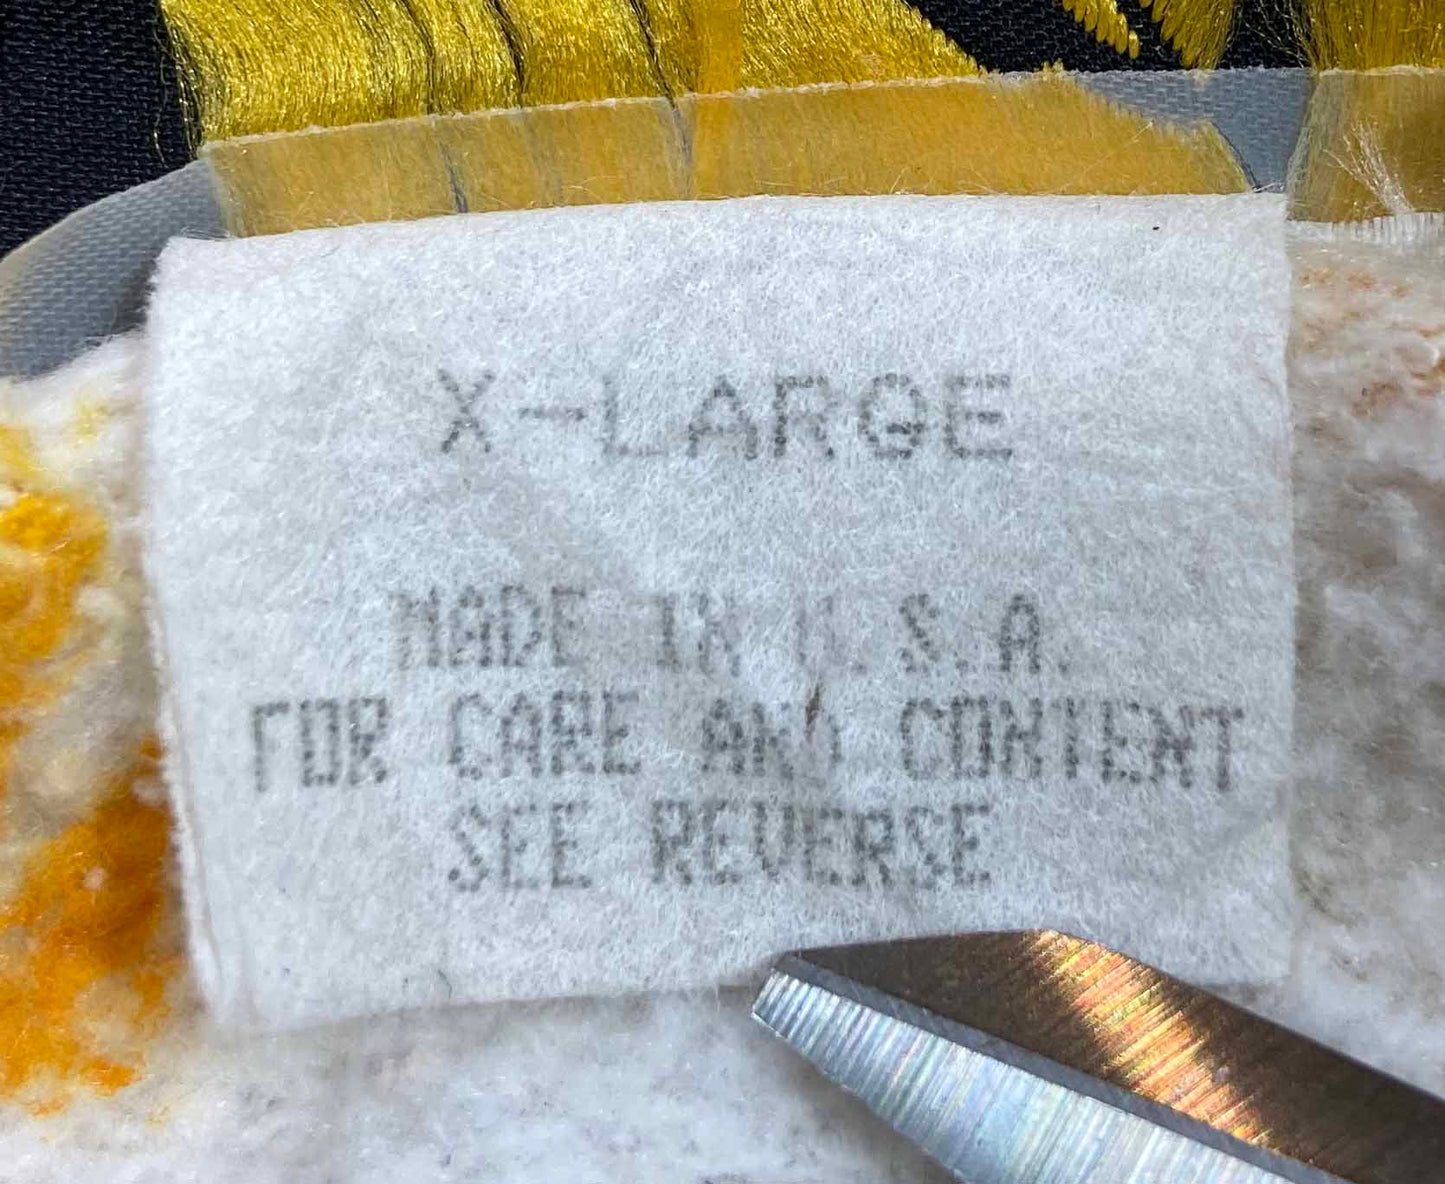 X-LARGE
MADE IN U.S.A.
FOR CARE AND CONTENT
SEE REVERSE